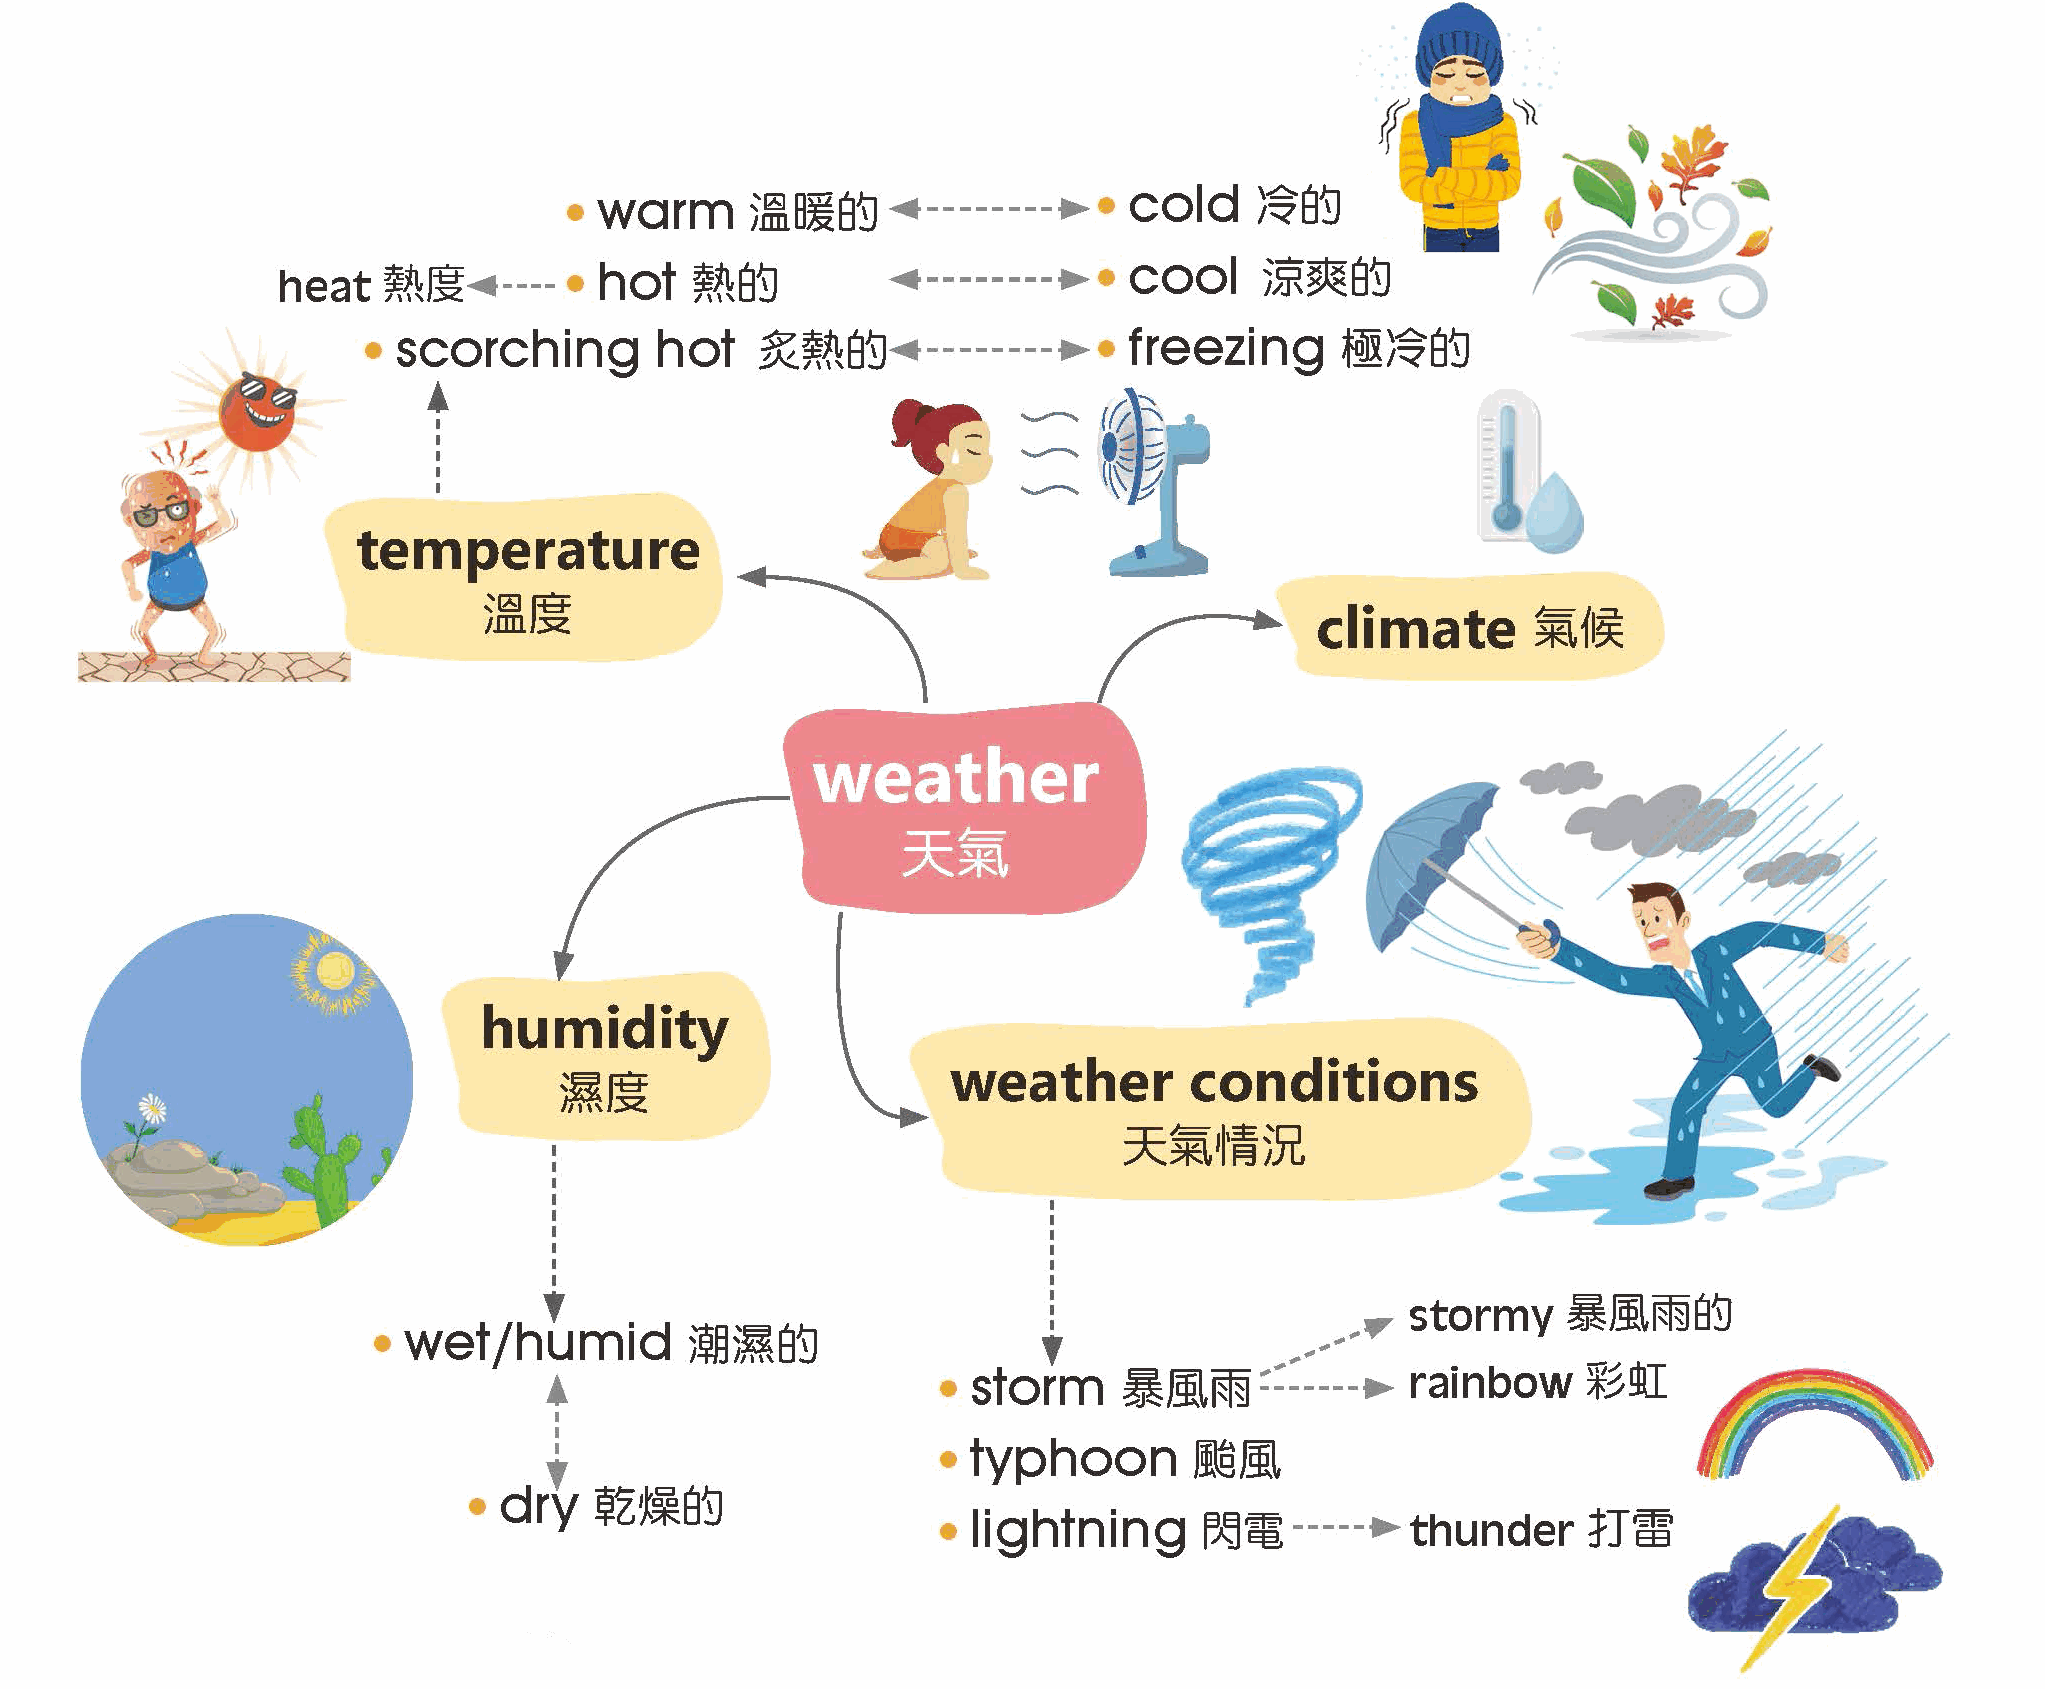 • warm 溫暖的
• cold 冷的
heat 熱度
• hot 熱的
• cool 涼爽的
• scorching hot 炙熱的
• freezing 極冷的
temperature
溫度
climate 氣候
weather
天氣
humidity
濕度
weather conditions
天氣情況
• wet/humid 潮濕的
• dry 乾燥的
stormy 暴風雨的
• storm 暴風雨
rainbow 彩虹
• typhoon 颱風
• lightning 閃電
thunder 打雷